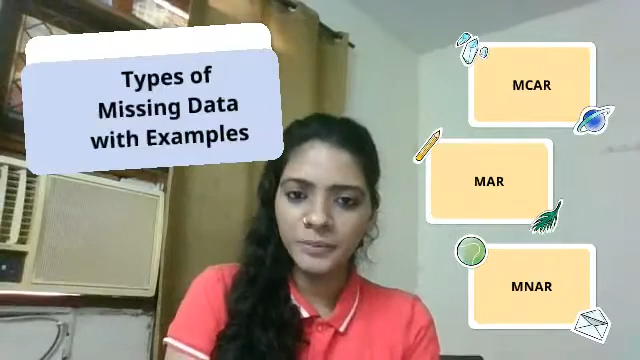 Types of
Missing Data
with Examples
MCAR
MAR
MNAR